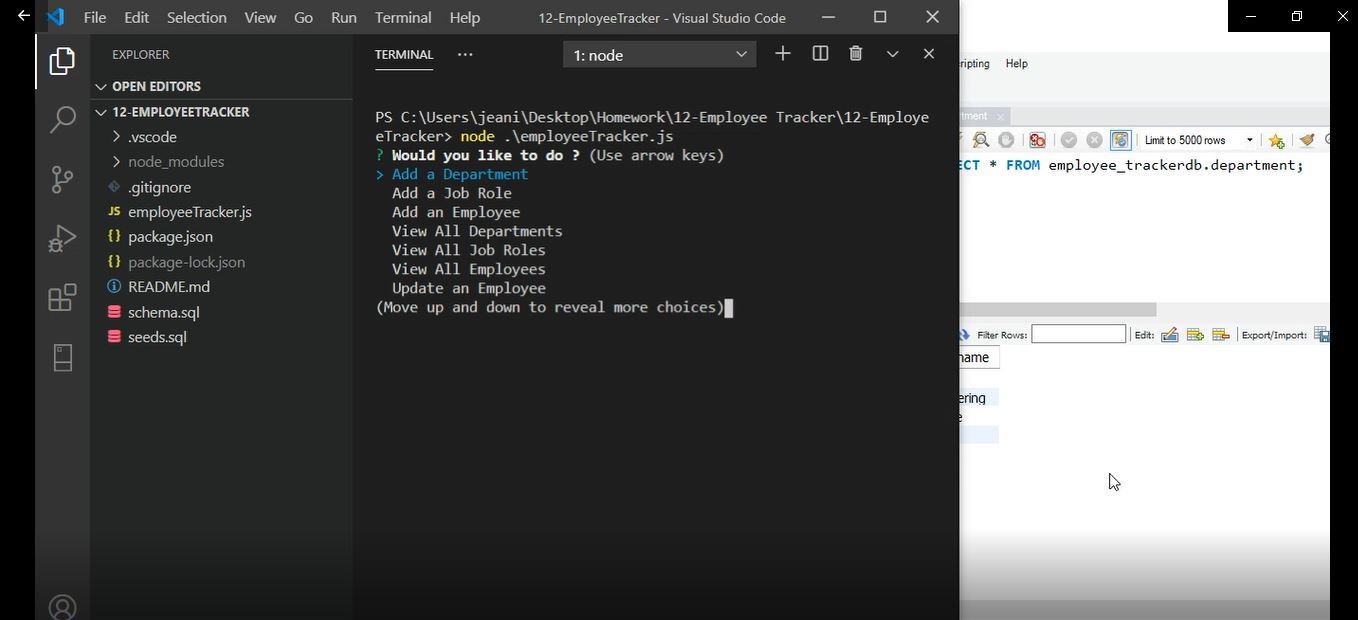 File Edit Selection View Go Run Terminal Help
12-EmployeeTracker - Visual Studio Code
EXPLORER
OPEN EDITORS
12-EMPLOYEETRACKER
.vscode
node_modules
.gitignore
JS employeeTracker.js
{} package.json
{} package-lock.json
README.md
schema.sql
seeds.sql
TERMINAL ...
1: node
PS C:\Users\jeani\Desktop\Homework\12-Employee Tracker\12-Employe
eTracker> node .\employeeTracker.js
? Would you like to do ? (Use arrow keys)
> Add a Department
Add a Job Role
Add an Employee
View All Departments
View All Job Roles
View All Employees
Update an Employee
(Move up and down to reveal more choices)
ripting Help
tment
Limit to 5000 rows
ECT * FROM employee_trackerdb.department;
Filter Rows: Edit: Export/Import:
name
ering
e